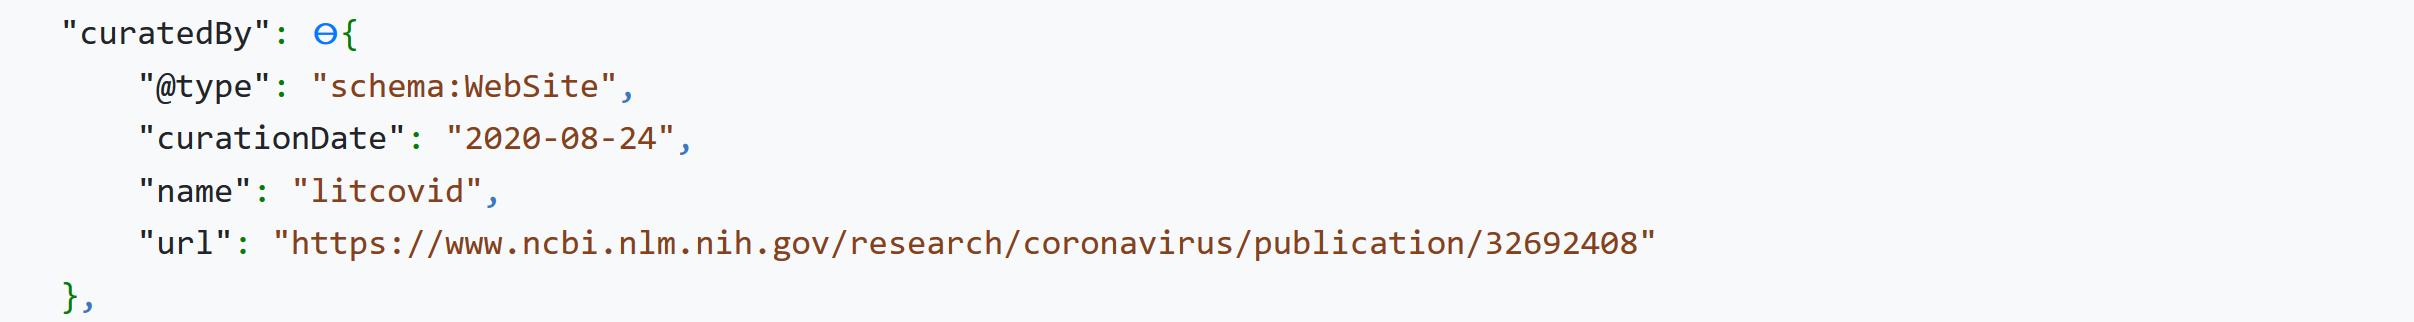 "curatedBy": ⊖{
"@type": "schema:WebSite",
"curationDate": "2020-08-24",
"name": "litcovid",
"url": "https://www.ncbi.nlm.nih.gov/research/coronavirus/publication/32692408"
},